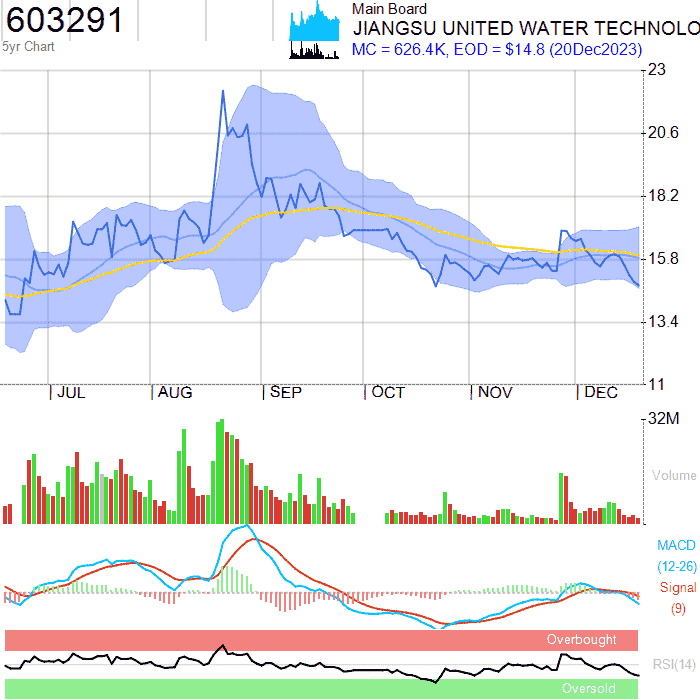 603291
5yr Chart
Main Board
JIANGSU UNITED WATER TECHNOLO
MC = 626.4K, EOD = $14.8 (20Dec2023)
23
20.6
18.2
15.8
13.4
11
JUL AUG SEP OCT NOV DEC
32M
Volume
MACD
(12-26)
Signal
(9)
Overbought
RSI(14)
Oversold